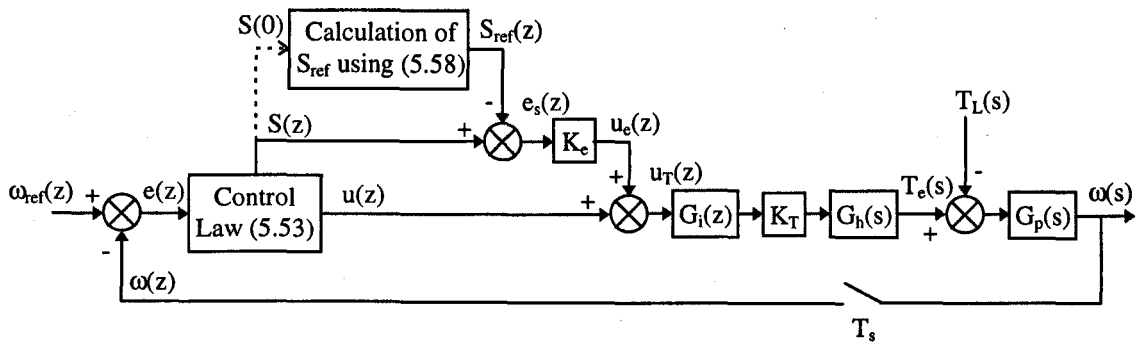 S(0)
Calculation of
S_ref using (5.58)
S_ref(z)
-
e_s(z)
S(z)
+
K_e
u_e(z)
T_L(s)
-
ω_ref(z)
+
e(z)
Control
Law (5.53)
u(z)
+
+
u_T(z)
G_i(z)
K_T
G_h(s)
T_e(s)
+
G_p(s)
ω(s)
-
ω(z)
T_s